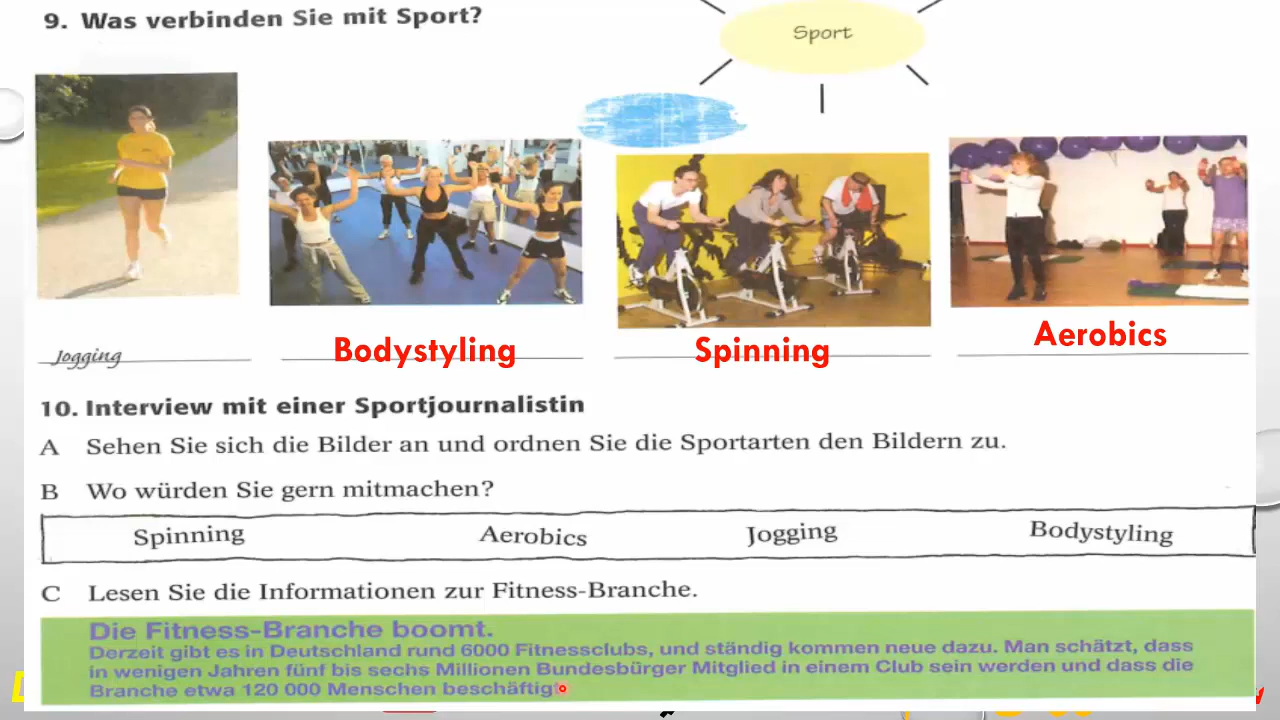 9. Was verbinden Sie mit Sport?
Sport
Jogging
Bodystyling
Spinning
Aerobics
10. Interview mit einer Sportjournalistin
A Sehen Sie sich die Bilder an und ordnen Sie die Sportarten den Bildern zu.
B Wo würden Sie gern mitmachen?
Spinning Aerobics Jogging Bodystyling
C Lesen Sie die Informationen zur Fitness-Branche.
Die Fitness-Branche boomt.
Derzeit gibt es in Deutschland rund 6000 Fitnessclubs, und ständig kommen neue dazu. Man schätzt, dass
in wenigen Jahren fünf bis sechs Millionen Bundesbürger Mitglied in einem Club sein werden und dass die
Branche etwa 120 000 Menschen beschäftigt